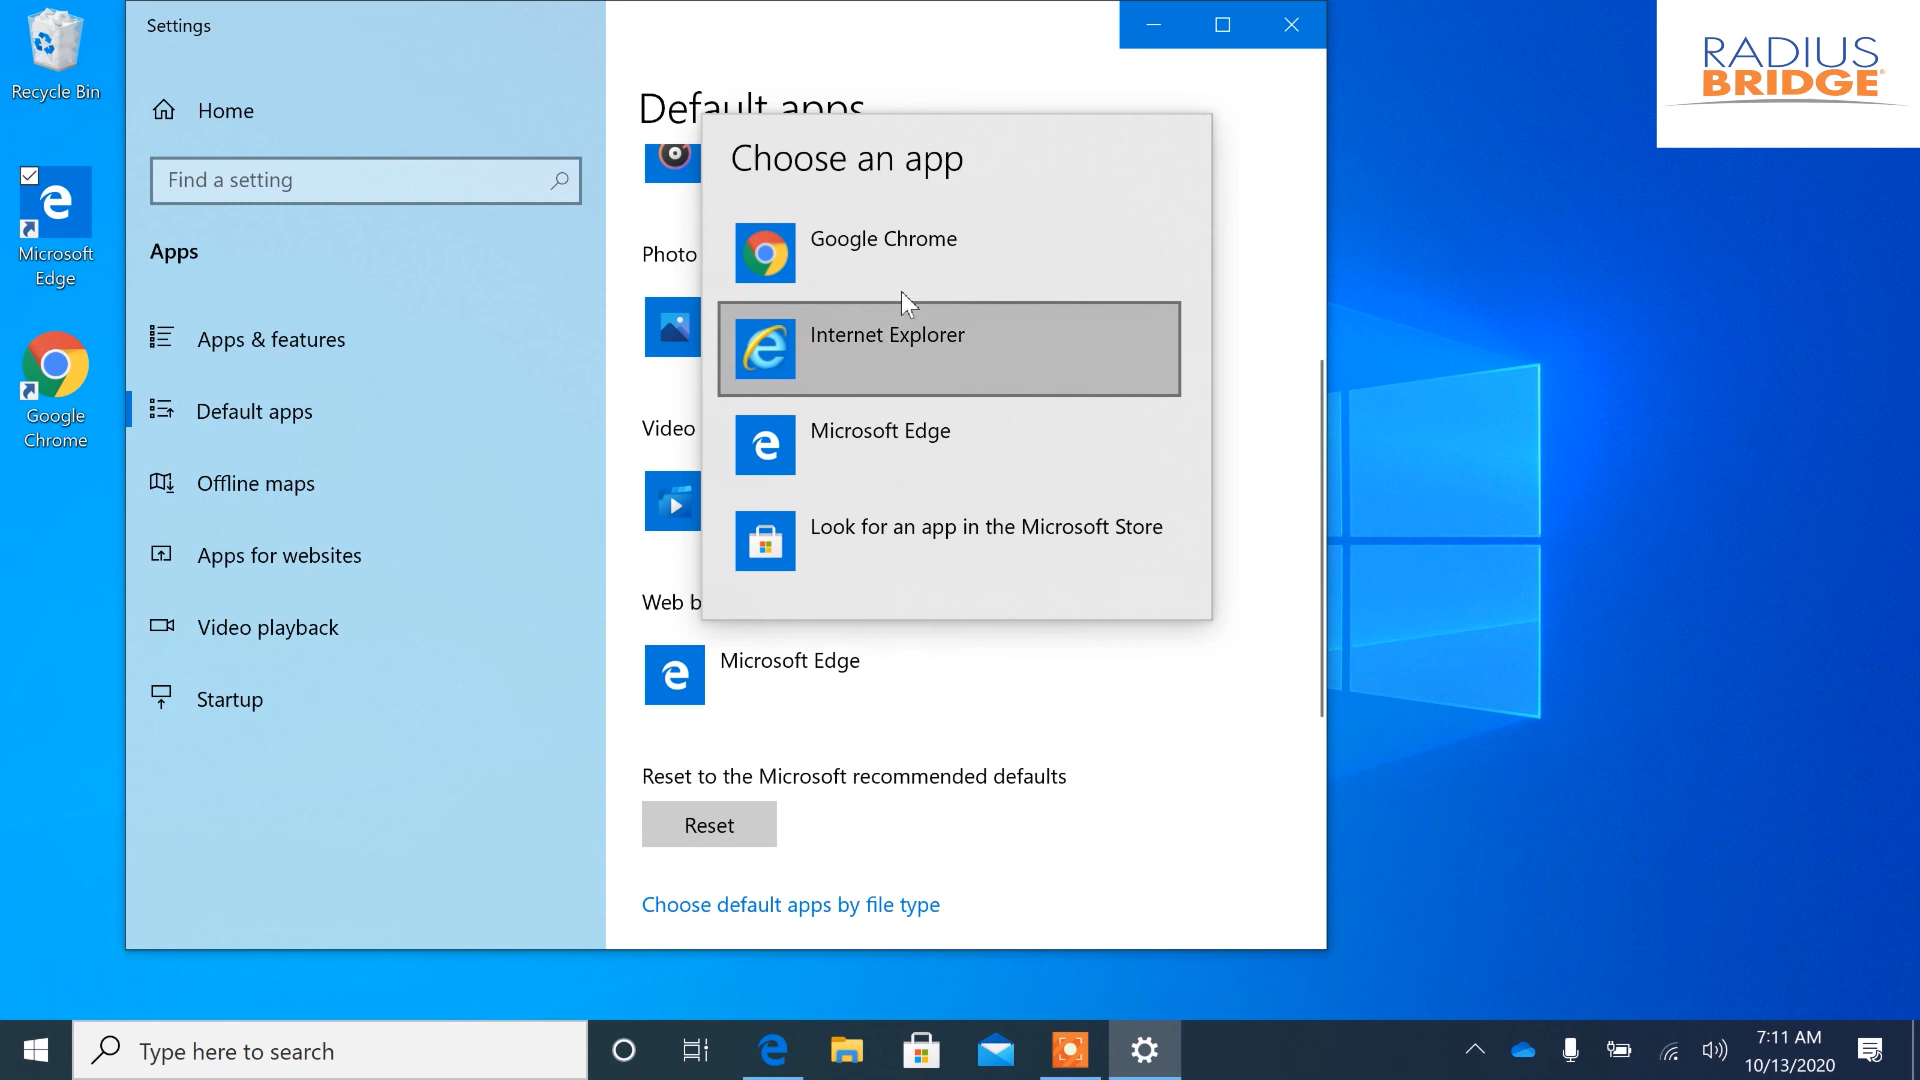 Recycle Bin
Microsoft
Edge
Google
Chrome
Settings
Home
Find a setting
Apps
Apps & features
Default apps
Offline maps
Apps for websites
Video playback
Startup
Default apps
Photo
Video
Web b
Microsoft Edge
Reset to the Microsoft recommended defaults
Reset
Choose default apps by file type
Choose an app
Google Chrome
Internet Explorer
Microsoft Edge
Look for an app in the Microsoft Store
RADIUS
BRIDGE®
Type here to search
7:11 AM
10/13/2020